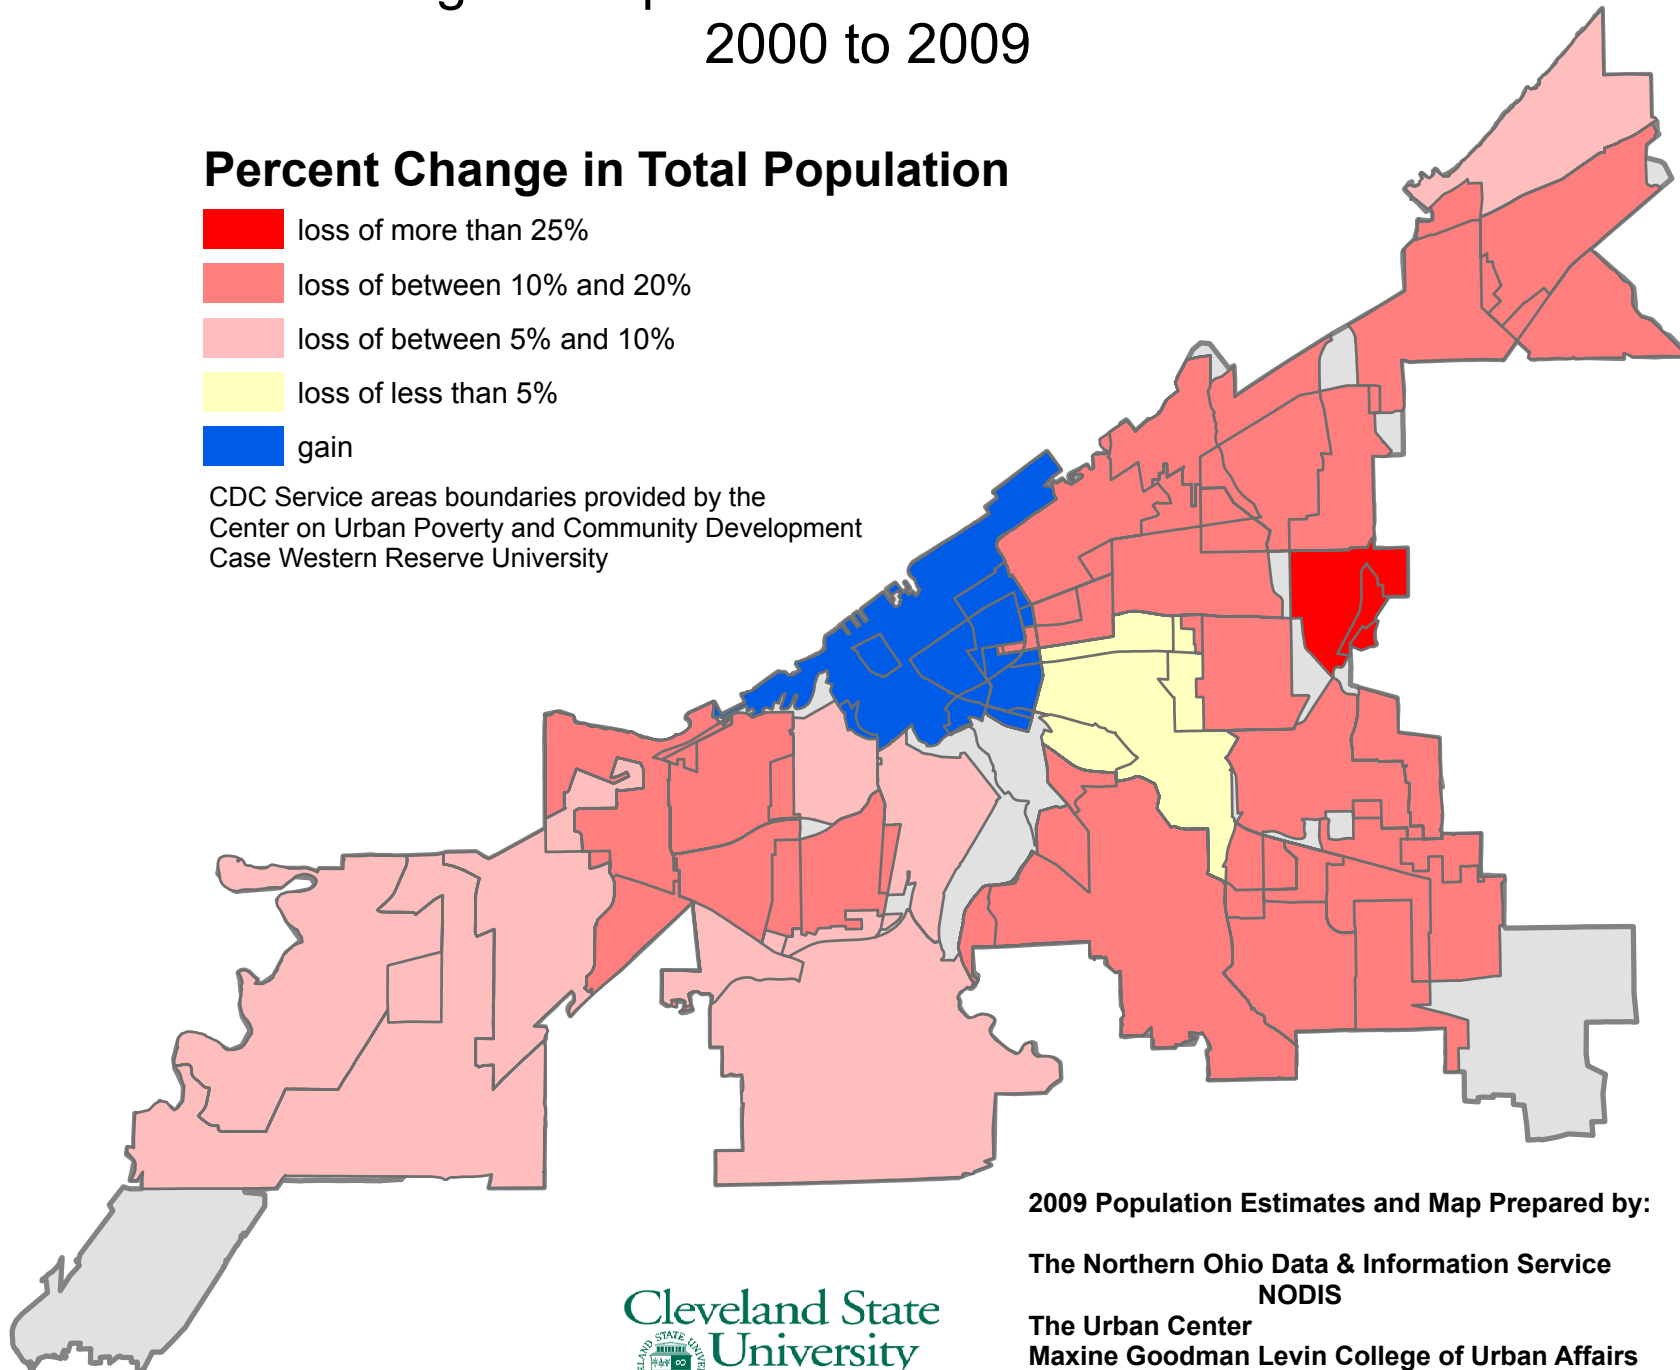 2000 to 2009
Percent Change in Total Population
loss of more than 25%
loss of between 10% and 20%
loss of between 5% and 10%
loss of less than 5%
gain
CDC Service areas boundaries provided by the
Center on Urban Poverty and Community Development
Case Western Reserve University
2009 Population Estimates and Map Prepared by:
The Northern Ohio Data & Information Service
NODIS
The Urban Center
Maxine Goodman Levin College of Urban Affairs
Cleveland State
University